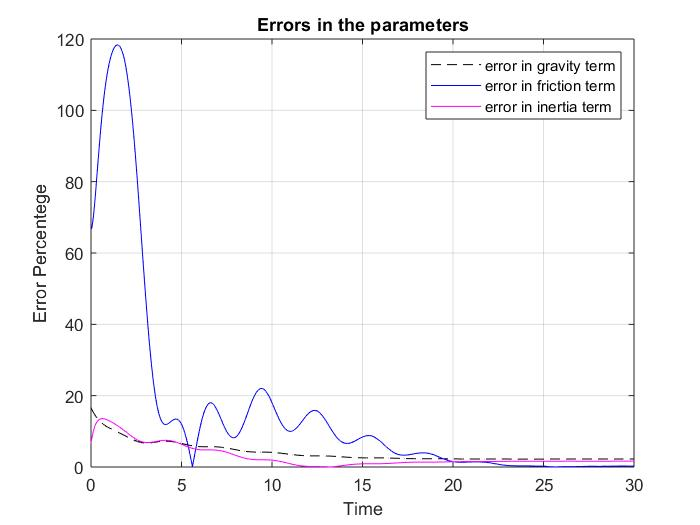 Errors in the parameters
120
100
80
60
40
20
0
Error Percentege
error in gravity term
error in friction term
error in inertia term
0 5 10 15 20 25 30
Time